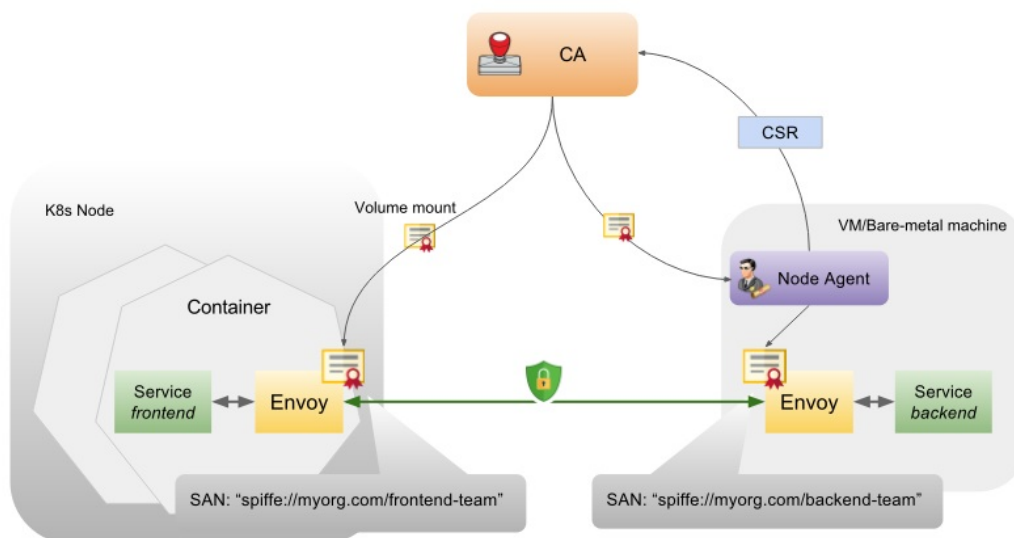 CA
CSR
K8s Node
Volume mount
VM/Bare-metal machine
Node Agent
Container
Service
frontend
Envoy
Envoy
Service
backend
SAN: “spiffe://myorg.com/frontend-team”
SAN: “spiffe://myorg.com/backend-team”